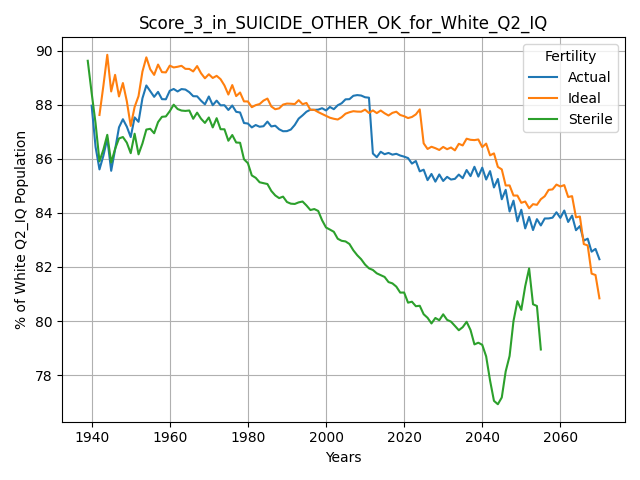 Score_3_in_SUICIDE_OTHER_OK_for_White_Q2_IQ
% of White Q2_IQ Population
90
88
86
84
82
80
78
Fertility
Actual
Ideal
Sterile
1940 1960 1980 2000 2020 2040 2060
Years